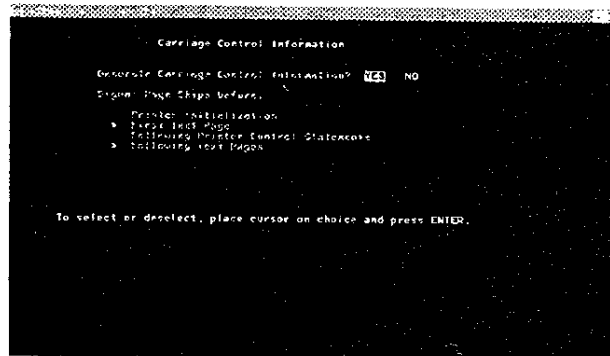 Carriage Control Information
Generate Carriage Control Information? YES NO
Page Skips Before:
Printer Initialization
» First Text Page
Following Printer Control Statements
» Following Text Pages
To select or deselect, place cursor on choice and press ENTER.